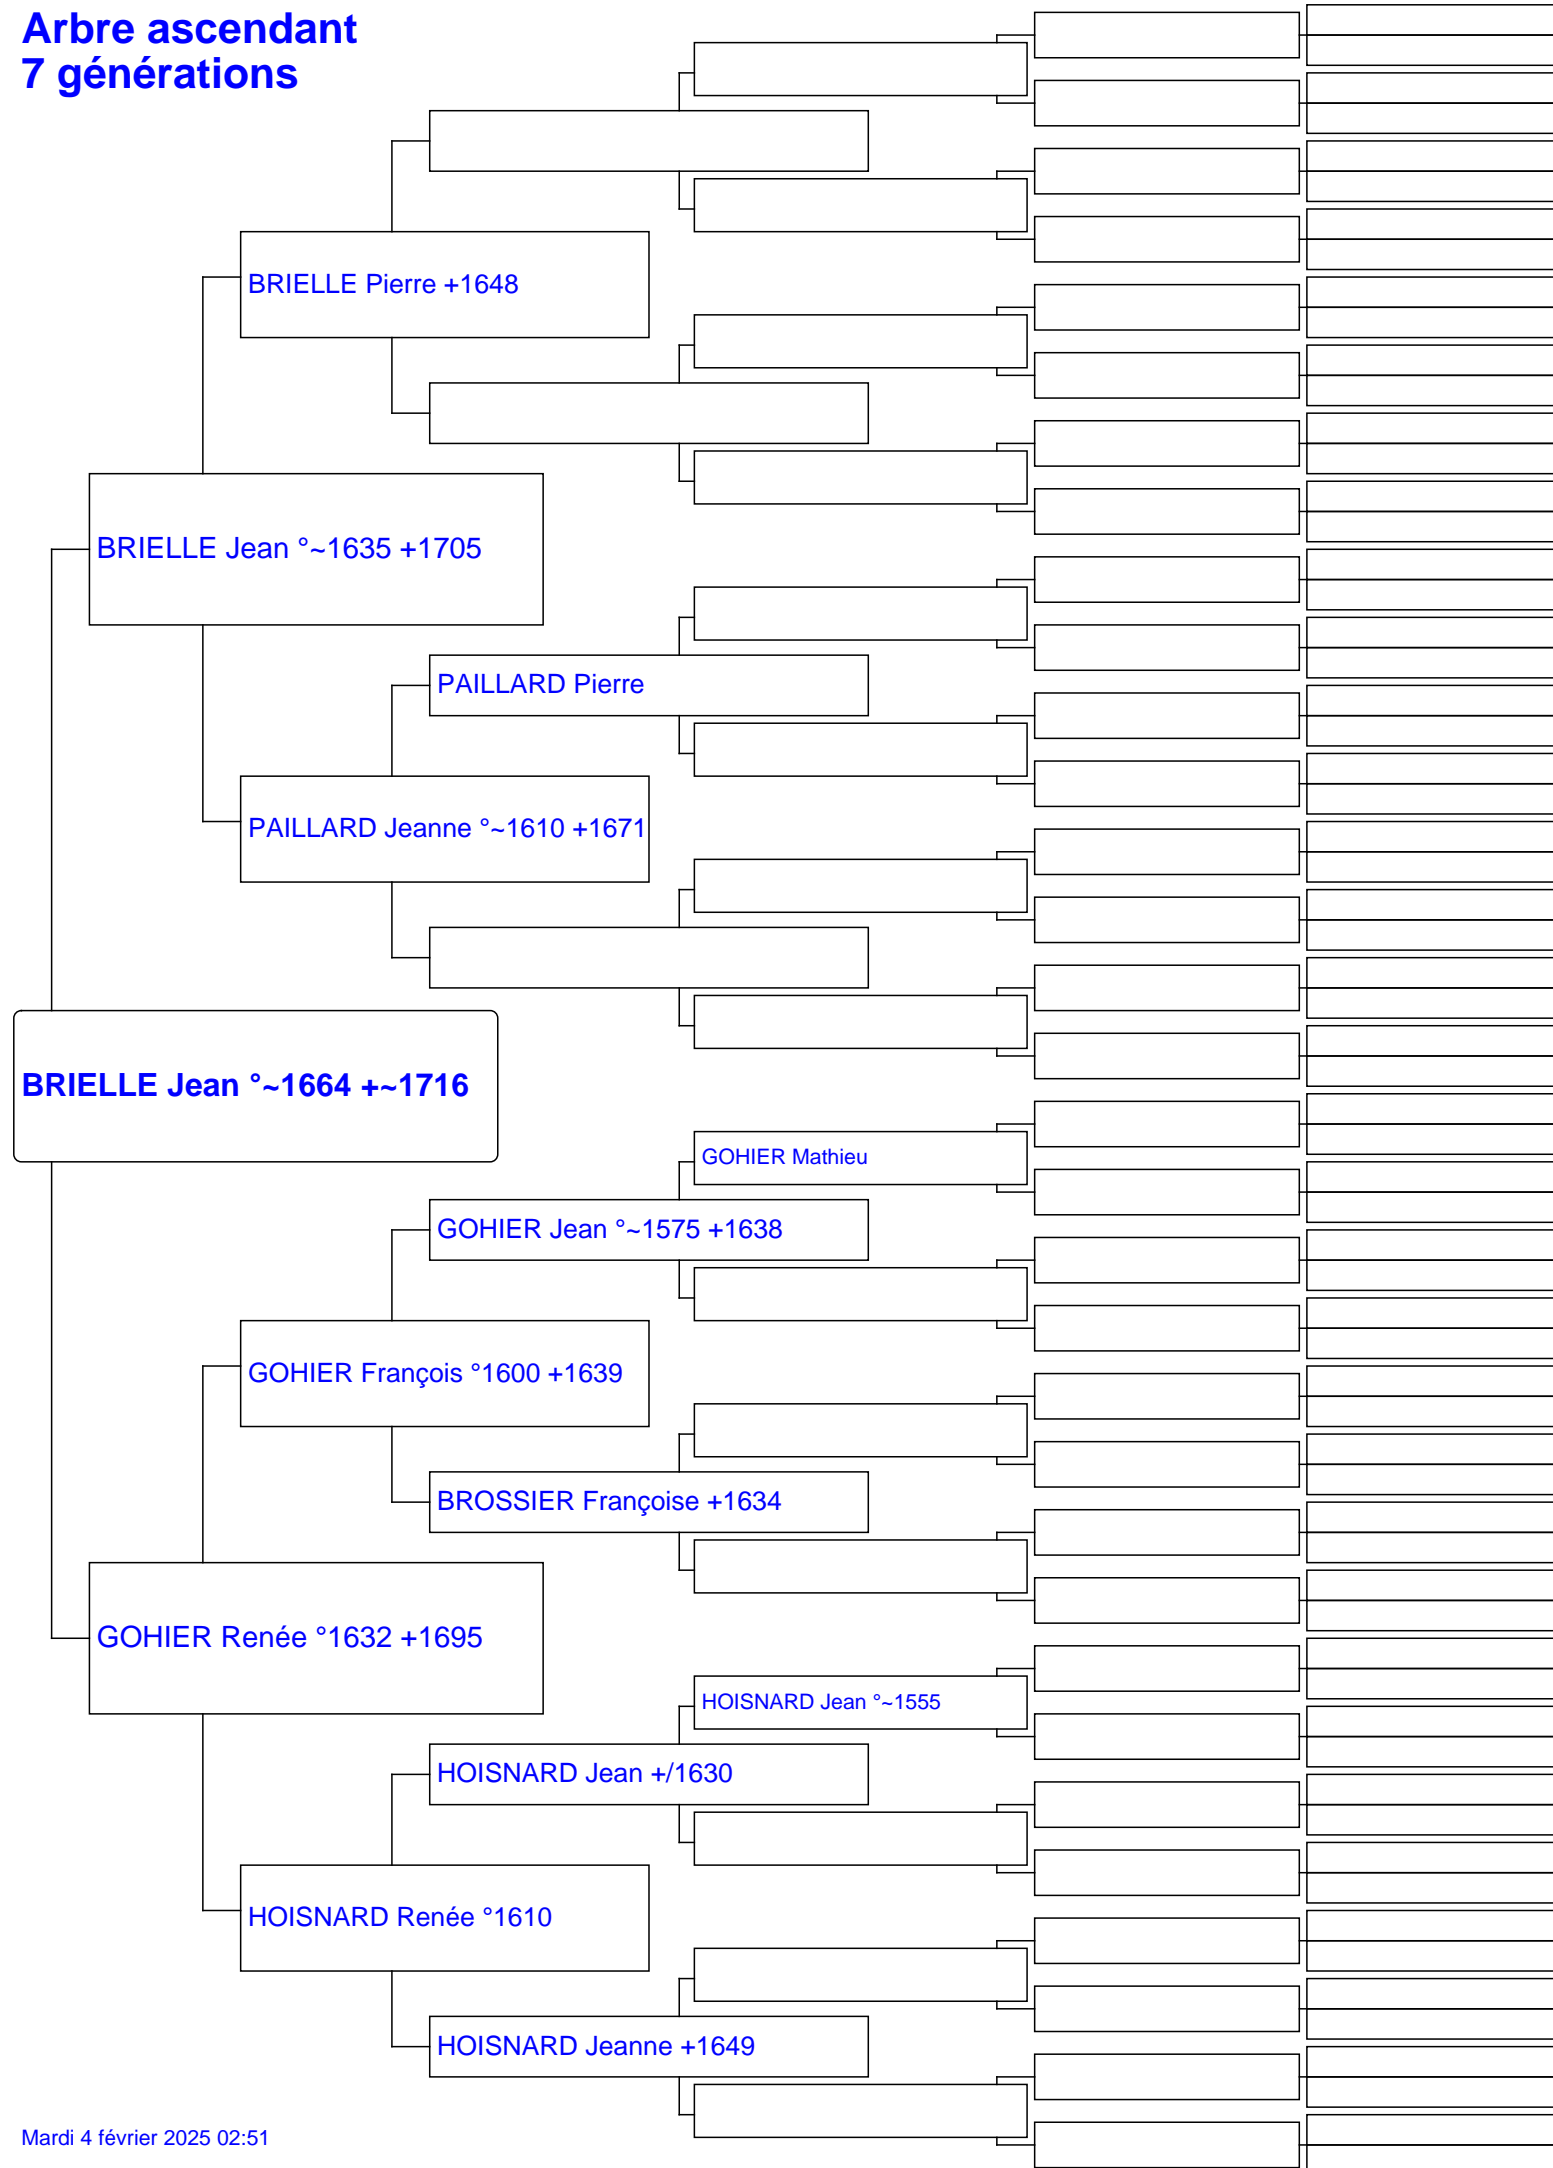 Arbre ascendant
7 générations
BRIELLE Pierre +1648
BRIELLE Jean °~1635 +1705
PAILLARD Pierre
PAILLARD Jeanne °~1610 +1671
BRIELLE Jean °~1664 +~1716
GOHIER Mathieu
GOHIER Jean °~1575 +1638
GOHIER François °1600 +1639
BROSSIER Françoise +1634
GOHIER Renée °1632 +1695
HOISNARD Jean °~1555
HOISNARD Jean +/1630
HOISNARD Renée °1610
HOISNARD Jeanne +1649
Mardi 4 février 2025 02:51